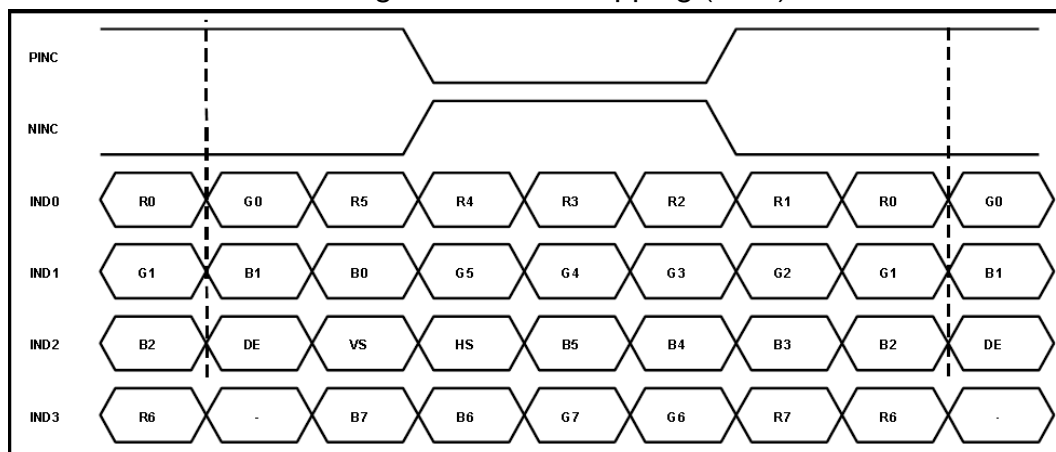 PINC
NINC
IND0 R0 G0 R5 R4 R3 R2 R1 R0 G0
IND1 G1 B1 B0 G5 G4 G3 G2 G1 B1
IND2 B2 DE VS HS B5 B4 B3 B2 DE
IND3 R6 - B7 B6 G7 G6 R7 R6 -